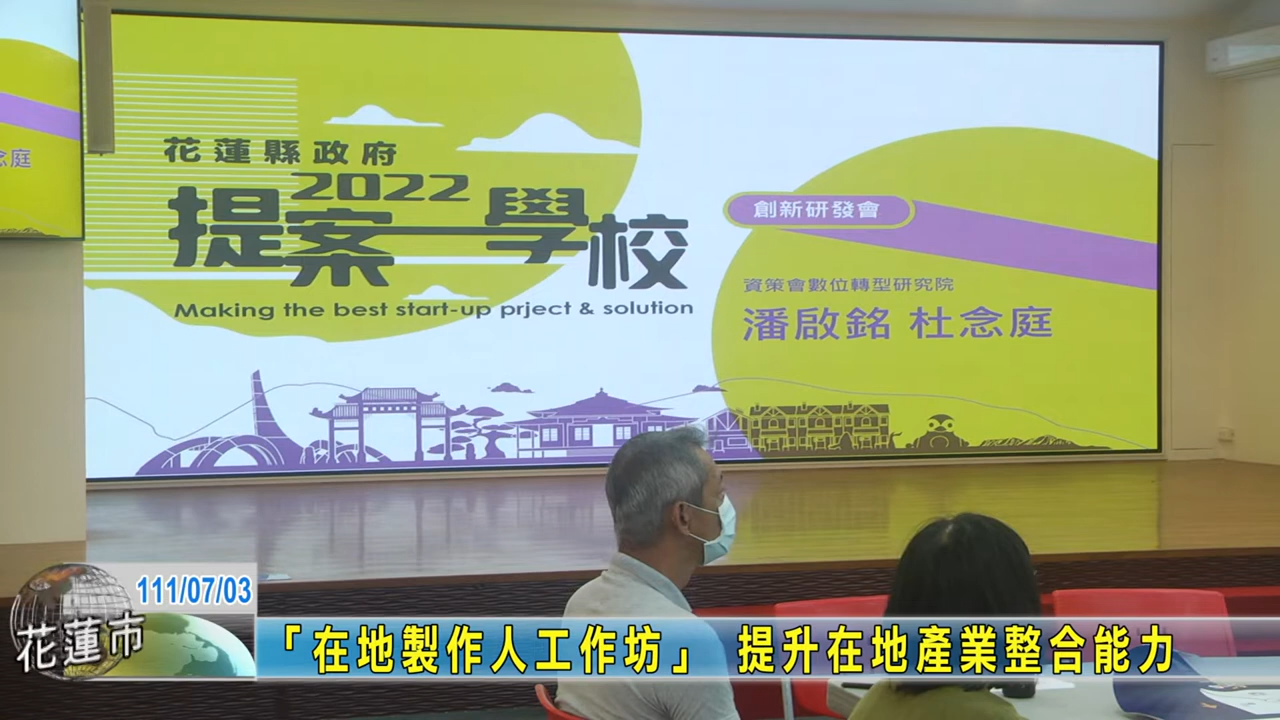 念庭
花蓮縣政府
2022
提案學校
Making the best start-up prject & solution
創新研發會
資策會數位轉型研究院
潘啟銘 杜念庭
111/07/03
花蓮市
「在地製作人工作坊」 提升在地產業整合能力